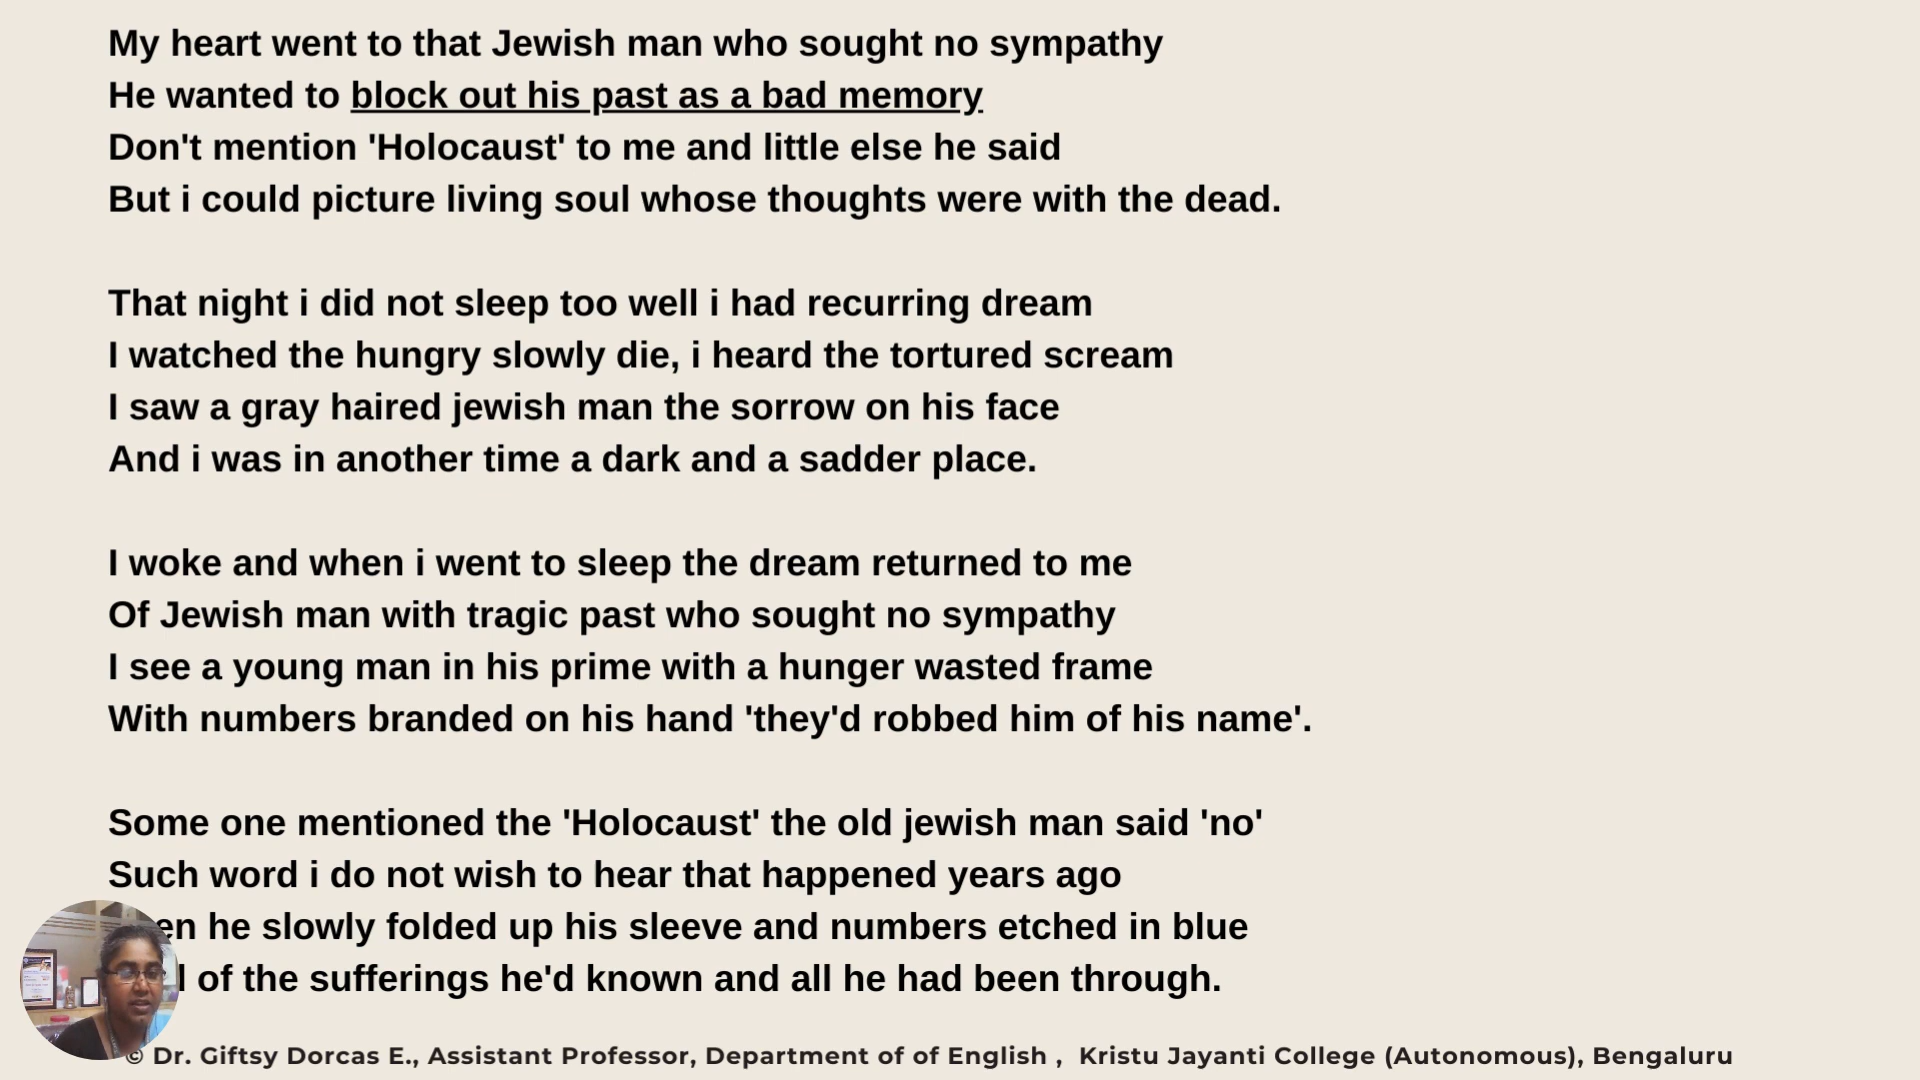 My heart went to that Jewish man who sought no sympathy
He wanted to block out his past as a bad memory
Don't mention 'Holocaust' to me and little else he said
But i could picture living soul whose thoughts were with the dead.
That night i did not sleep too well i had recurring dream
I watched the hungry slowly die, i heard the tortured scream
I saw a gray haired jewish man the sorrow on his face
And i was in another time a dark and a sadder place.
I woke and when i went to sleep the dream returned to me
Of Jewish man with tragic past who sought no sympathy
I see a young man in his prime with a hunger wasted frame
With numbers branded on his hand 'they'd robbed him of his name'.
Some one mentioned the 'Holocaust' the old jewish man said 'no'
Such word i do not wish to hear that happened years ago
he slowly folded up his sleeve and numbers etched in blue
of the sufferings he'd known and all he had been through.
© Dr. Giftsy Dorcas E., Assistant Professor, Department of of English , Kristu Jayanti College (Autonomous), Bengaluru